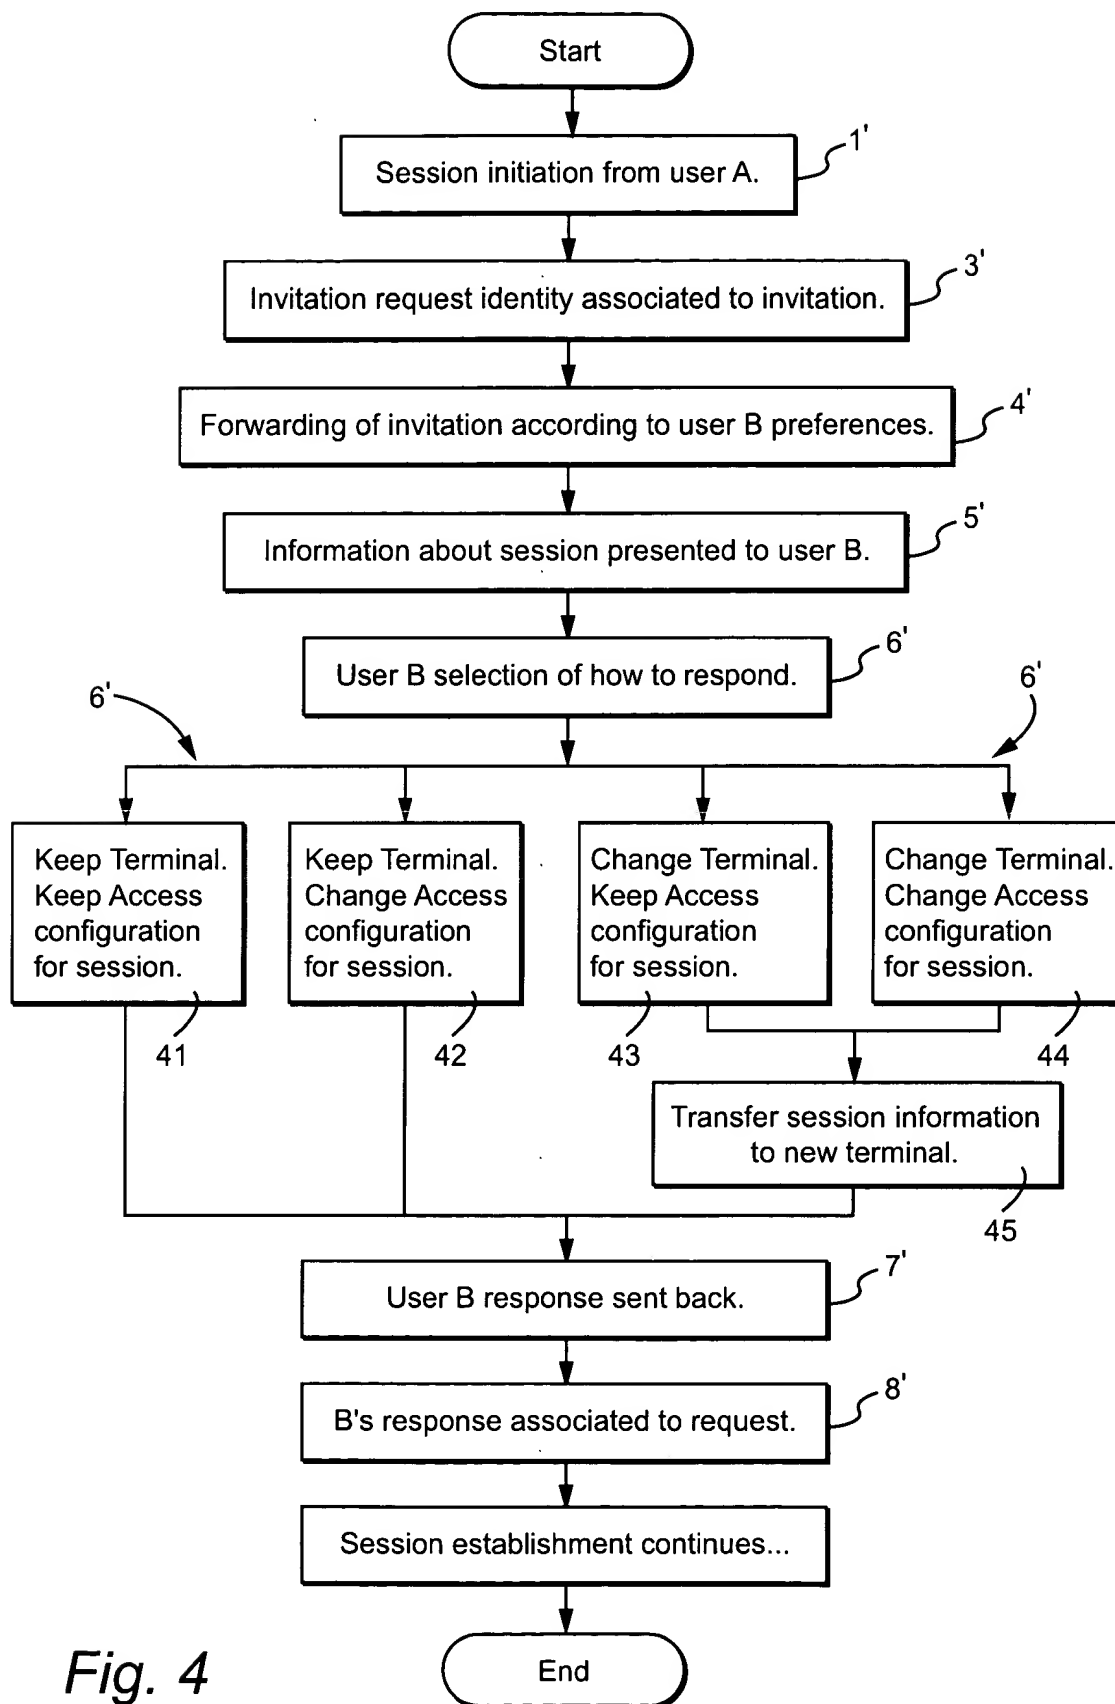 Start
Session initiation from user A.
1'
Invitation request identity associated to invitation.
3'
Forwarding of invitation according to user B preferences.
4'
Information about session presented to user B.
5'
User B selection of how to respond.
6'
6'
6'
Keep Terminal.
Keep Access
configuration
for session.
41
Keep Terminal.
Change Access
configuration
for session.
42
Change Terminal.
Keep Access
configuration
for session.
43
Change Terminal.
Change Access
configuration
for session.
44
Transfer session information
to new terminal.
45
User B response sent back.
7'
B's response associated to request.
8'
Session establishment continues...
End
Fig. 4